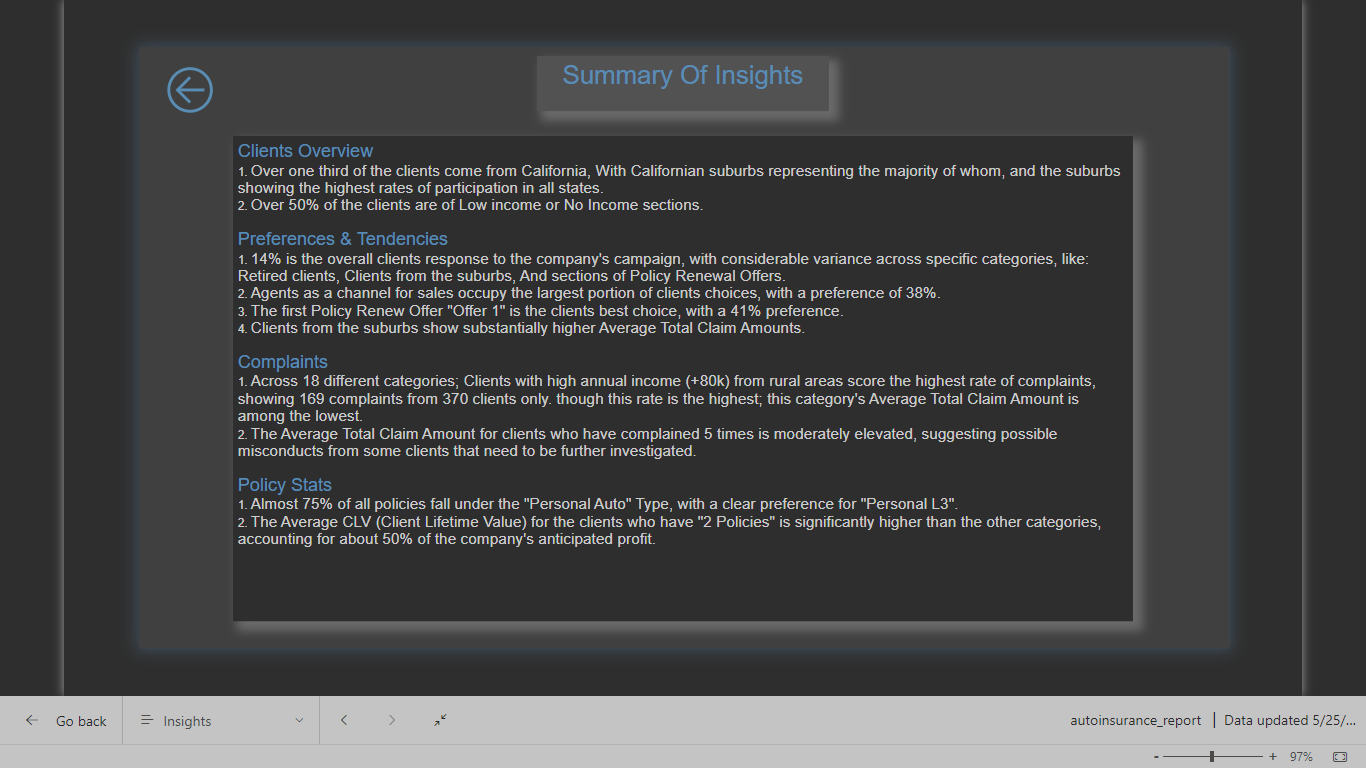 Summary Of Insights
Clients Overview
1. Over one third of the clients come from California, With Californian suburbs representing the majority of whom, and the suburbs
showing the highest rates of participation in all states.
2. Over 50% of the clients are of Low income or No Income sections.
Preferences & Tendencies
1. 14% is the overall clients response to the company's campaign, with considerable variance across specific categories, like:
Retired clients, Clients from the suburbs, And sections of Policy Renewal Offers.
2. Agents as a channel for sales occupy the largest portion of clients choices, with a preference of 38%.
3. The first Policy Renew Offer "Offer 1" is the clients best choice, with a 41% preference.
4. Clients from the suburbs show substantially higher Average Total Claim Amounts.
Complaints
1. Across 18 different categories; Clients with high annual income (+80k) from rural areas score the highest rate of complaints,
showing 169 complaints from 370 clients only. though this rate is the highest; this category's Average Total Claim Amount is
among the lowest.
2. The Average Total Claim Amount for clients who have complained 5 times is moderately elevated, suggesting possible
misconducts from some clients that need to be further investigated.
Policy Stats
1. Almost 75% of all policies fall under the "Personal Auto" Type, with a clear preference for "Personal L3".
2. The Average CLV (Client Lifetime Value) for the clients who have "2 Policies" is significantly higher than the other categories,
accounting for about 50% of the company's anticipated profit.
Go back
Insights
autoinsurance_report | Data updated 5/25/...
- + 97%